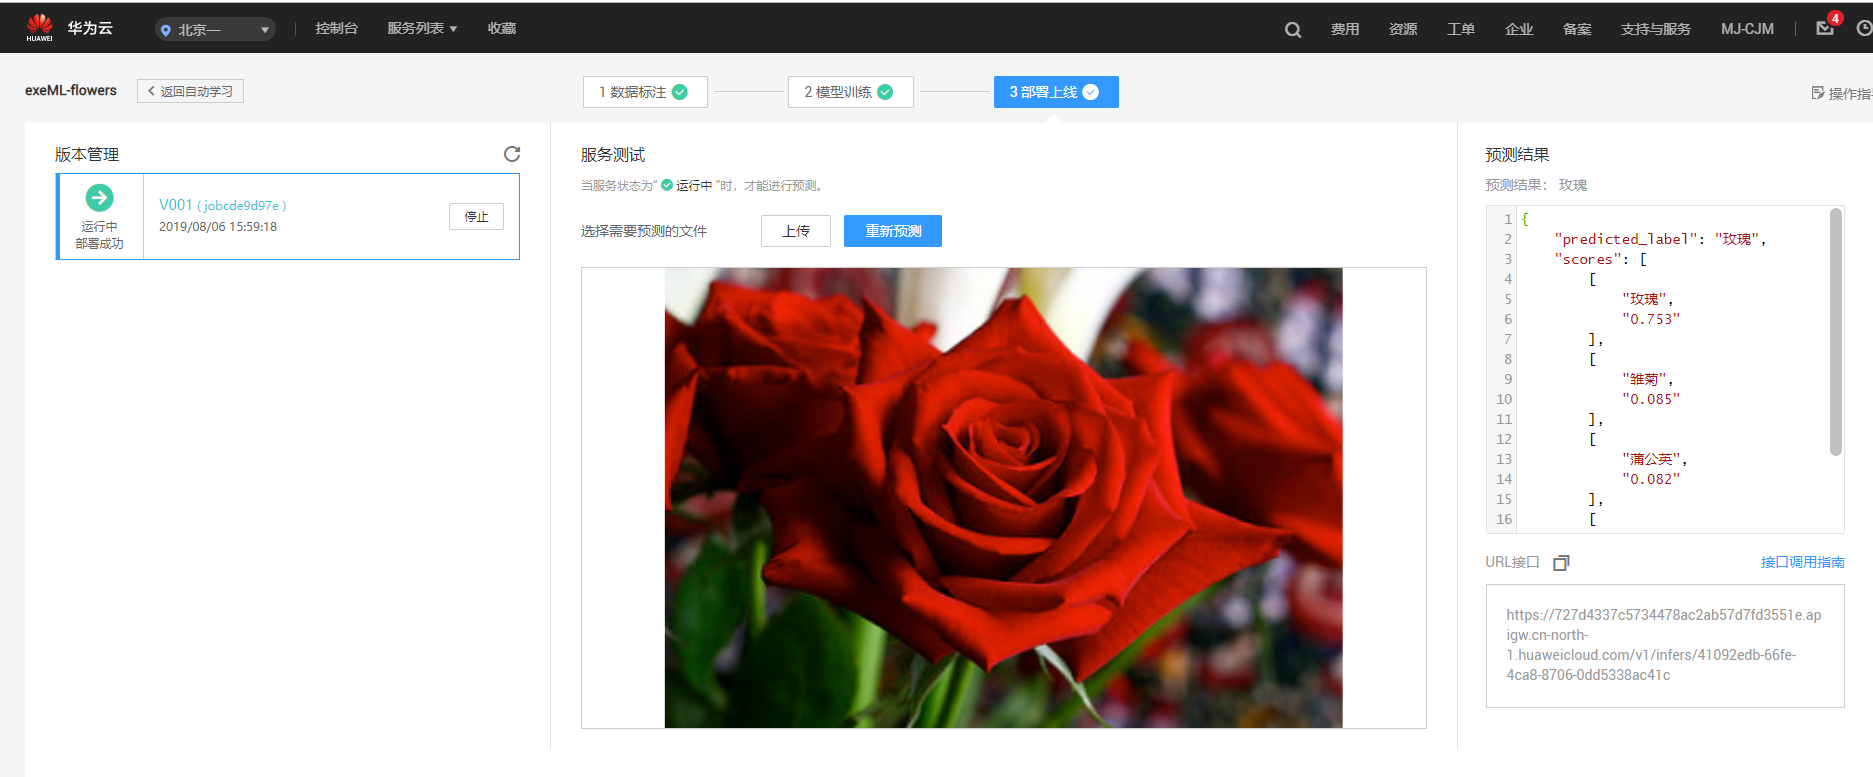 HUAWEI 华为云 北京一 控制台 服务列表 收藏 费用 资源 工单 企业 备案 支持与服务 MJ-CJM 4
exeML-flowers 返回自动学习 1 数据标注 2 模型训练 3 部署上线 操作指
版本管理
运行中
部署成功
V001 ( jobcde9d97e )
2019/08/06 15:59:18
停止
服务测试
当服务状态为“ 运行中 ”时，才能进行预测。
选择需要预测的文件 上传 重新预测
预测结果
预测结果： 玫瑰
1 {
2 "predicted_label": "玫瑰",
3 "scores": [
4 [
5 "玫瑰",
6 "0.753"
7 ],
8 [
9 "雏菊",
10 "0.085"
11 ],
12 [
13 "蒲公英",
14 "0.082"
15 ],
16 [
URL接口 接口调用指南
https://727d4337c5734478ac2ab57d7fd3551e.ap
igw.cn-north-
1.huaweicloud.com/v1/infers/41092edb-66fe-
4ca8-8706-0dd5338ac41c